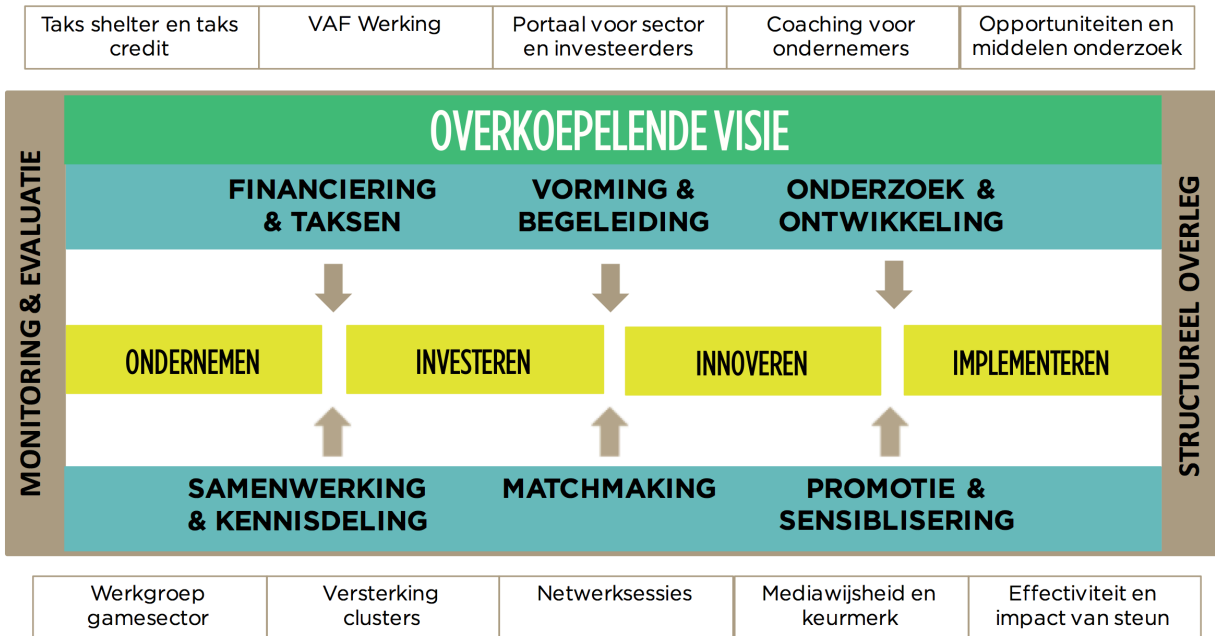 Taks shelter en taks
credit
VAF Werking
Portaal voor sector
en investeerders
Coaching voor
ondernemers
Opportuniteiten en
middelen onderzoek
MONITORING & EVALUATIE
OVERKOEPELENDE VISIE
FINANCIERING
& TAKSEN
VORMING &
BEGELEIDING
ONDERZOEK &
ONTWIKKELING
ONDERNEMEN
INVESTEREN
INNOVEREN
IMPLEMENTEREN
SAMENWERKING
& KENNISDELING
MATCHMAKING
PROMOTIE &
SENSIBLISERING
STRUCTUREEL OVERLEG
Werkgroep
gamesector
Versterking
clusters
Netwerksessies
Mediawijsheid en
keurmerk
Effectiviteit en
impact van steun